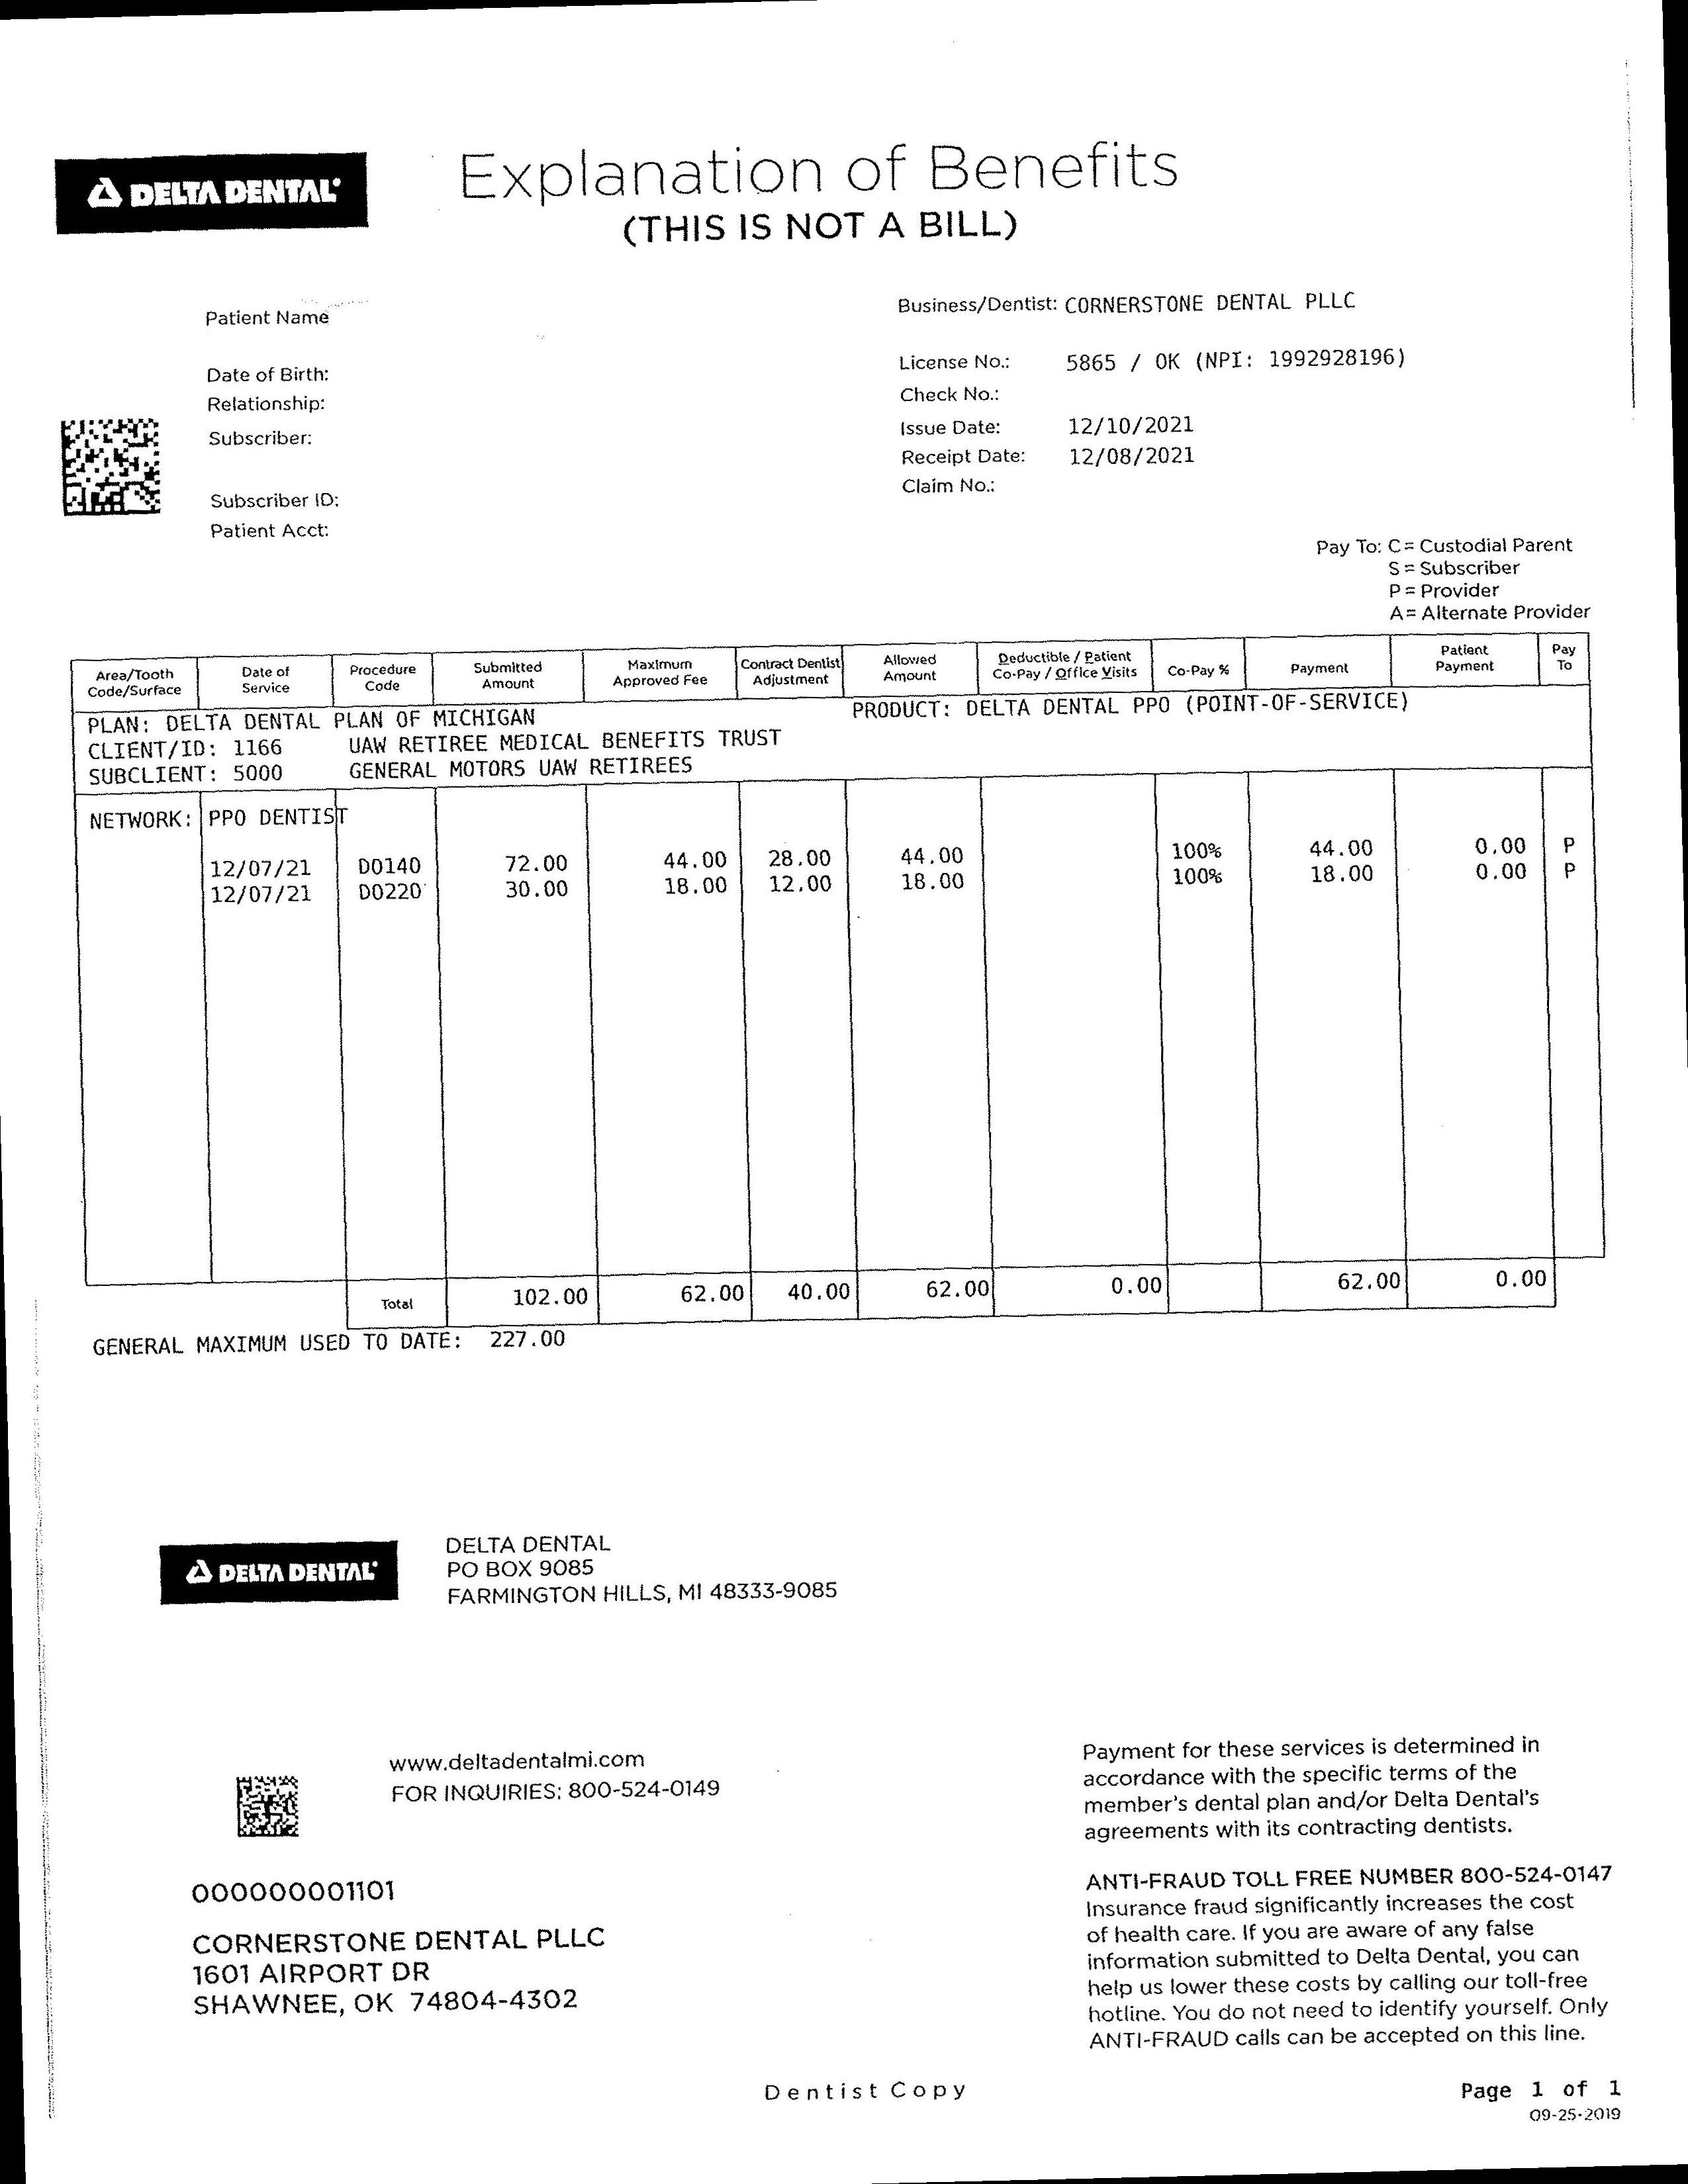 DELTA DENTAL
Explanation of Benefits
(THIS IS NOT A BILL)
Patient Name
Date of Birth:
Relationship:
Subscriber:
Subscriber ID:
Patient Acct:
Business/Dentist: CORNERSTONE DENTAL PLLC
License No.: 5865 / OK (NPI: 1992928196)
Check No.:
Issue Date: 12/10/2021
Receipt Date: 12/08/2021
Claim No.:
Pay To: C = Custodial Parent
S = Subscriber
P = Provider
A = Alternate Provider
Area/Tooth Code/Surface Date of Service Procedure Code Submitted Amount Maximum Approved Fee Contract Dentist Adjustment Allowed Amount Deductible / Patient Co-Pay / Office Visits Co-Pay % Payment Patient Payment Pay To
PLAN: DELTA DENTAL PLAN OF MICHIGAN PRODUCT: DELTA DENTAL PPO (POINT-OF-SERVICE)
CLIENT/ID: 1166 UAW RETIREE MEDICAL BENEFITS TRUST
SUBCLIENT: 5000 GENERAL MOTORS UAW RETIREES
NETWORK: PPO DENTIST
12/07/21 D0140 72.00 44.00 28.00 44.00 100% 44.00 0.00 P
12/07/21 D0220 30.00 18.00 12.00 18.00 100% 18.00 0.00 P
Total 102.00 62.00 40.00 62.00 0.00 62.00 0.00
GENERAL MAXIMUM USED TO DATE: 227.00
DELTA DENTAL
DELTA DENTAL
PO BOX 9085
FARMINGTON HILLS, MI 48333-9085
www.deltadentalmi.com
FOR INQUIRIES: 800-524-0149
000000001101
CORNERSTONE DENTAL PLLC
1601 AIRPORT DR
SHAWNEE, OK 74804-4302
Payment for these services is determined in
accordance with the specific terms of the
member's dental plan and/or Delta Dental's
agreements with its contracting dentists.
ANTI-FRAUD TOLL FREE NUMBER 800-524-0147
Insurance fraud significantly increases the cost
of health care. If you are aware of any false
information submitted to Delta Dental, you can
help us lower these costs by calling our toll-free
hotline. You do not need to identify yourself. Only
ANTI-FRAUD calls can be accepted on this line.
Dentist Copy
Page 1 of 1
09-25-2019